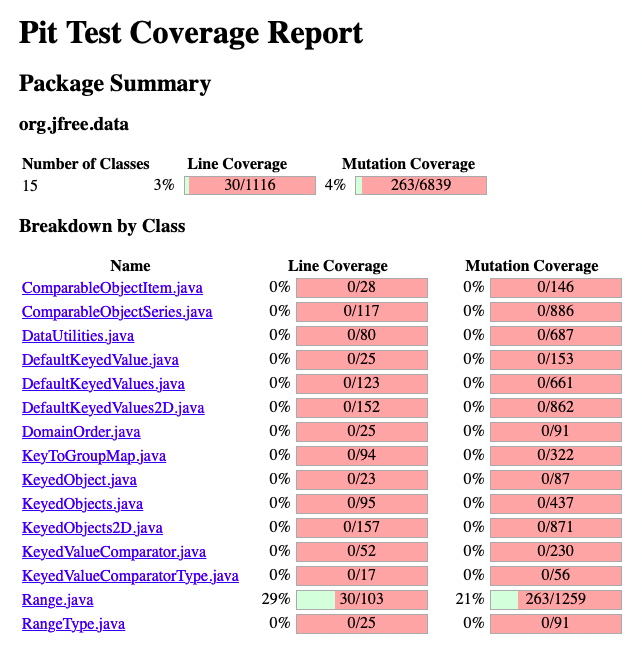 Pit Test Coverage Report
Package Summary
org.jfree.data
Number of Classes Line Coverage Mutation Coverage
15 3% 30/1116 4% 263/6839
Breakdown by Class
Name Line Coverage Mutation Coverage
ComparableObjectItem.java 0% 0/28 0% 0/146
ComparableObjectSeries.java 0% 0/117 0% 0/886
DataUtilities.java 0% 0/80 0% 0/687
DefaultKeyedValue.java 0% 0/25 0% 0/153
DefaultKeyedValues.java 0% 0/123 0% 0/661
DefaultKeyedValues2D.java 0% 0/152 0% 0/862
DomainOrder.java 0% 0/25 0% 0/91
KeyToGroupMap.java 0% 0/94 0% 0/322
KeyedObject.java 0% 0/23 0% 0/87
KeyedObjects.java 0% 0/95 0% 0/437
KeyedObjects2D.java 0% 0/157 0% 0/871
KeyedValueComparator.java 0% 0/52 0% 0/230
KeyedValueComparatorType.java 0% 0/17 0% 0/56
Range.java 29% 30/103 21% 263/1259
RangeType.java 0% 0/25 0% 0/91